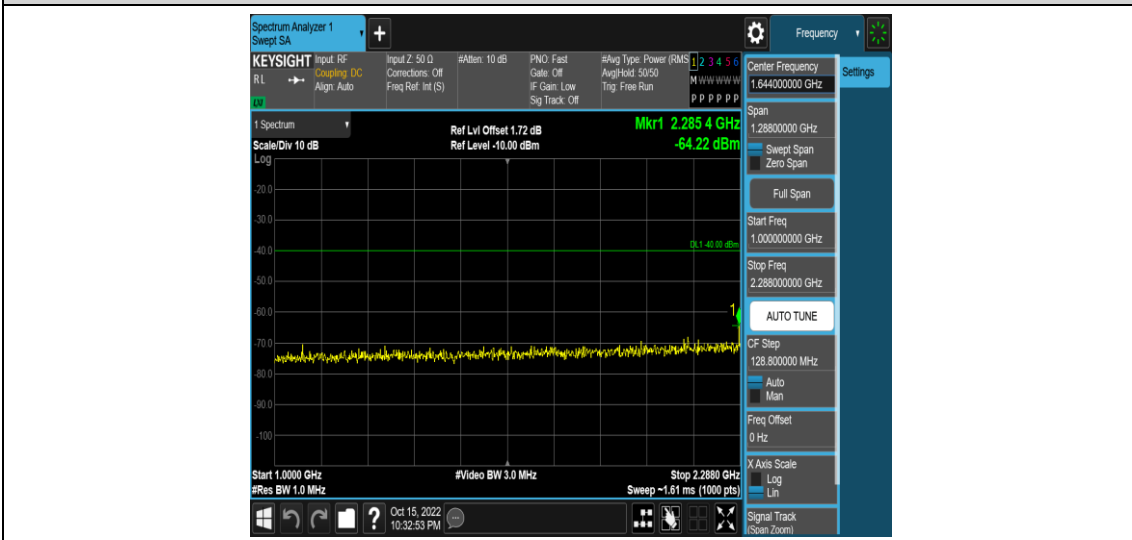 Spectrum Analyzer 1
Swept SA
+
Frequency
KEYSIGHT
RL
LXI
Input: RF
Coupling: DC
Align: Auto
Input Z: 50 Ω
Corrections: Off
Freq Ref: Int (S)
#Atten: 10 dB
PNO: Fast
Gate: Off
IF Gain: Low
Sig Track: Off
#Avg Type: Power (RMS
Avg|Hold: 50/50
Trig: Free Run
1 2 3 4 5 6
M W W W W W
P P P P P P
1 Spectrum
Scale/Div 10 dB
Log
Ref Lvl Offset 1.72 dB
Ref Level -10.00 dBm
Mkr1 2.285 4 GHz
-64.22 dBm
-20.0
-30.0
-40.0
DL1 -40.00 dBm
-50.0
-60.0
1
-70.0
-80.0
-90.0
-100
Start 1.0000 GHz
#Res BW 1.0 MHz
#Video BW 3.0 MHz
Stop 2.2880 GHz
Sweep ~1.61 ms (1000 pts)
?
Oct 15, 2022
10:32:53 PM
Settings
Center Frequency
1.644000000 GHz
Span
1.28800000 GHz
Swept Span
Zero Span
Full Span
Start Freq
1.000000000 GHz
Stop Freq
2.288000000 GHz
AUTO TUNE
CF Step
128.800000 MHz
Auto
Man
Freq Offset
0 Hz
X Axis Scale
Log
Lin
Signal Track
(Span Zoom)